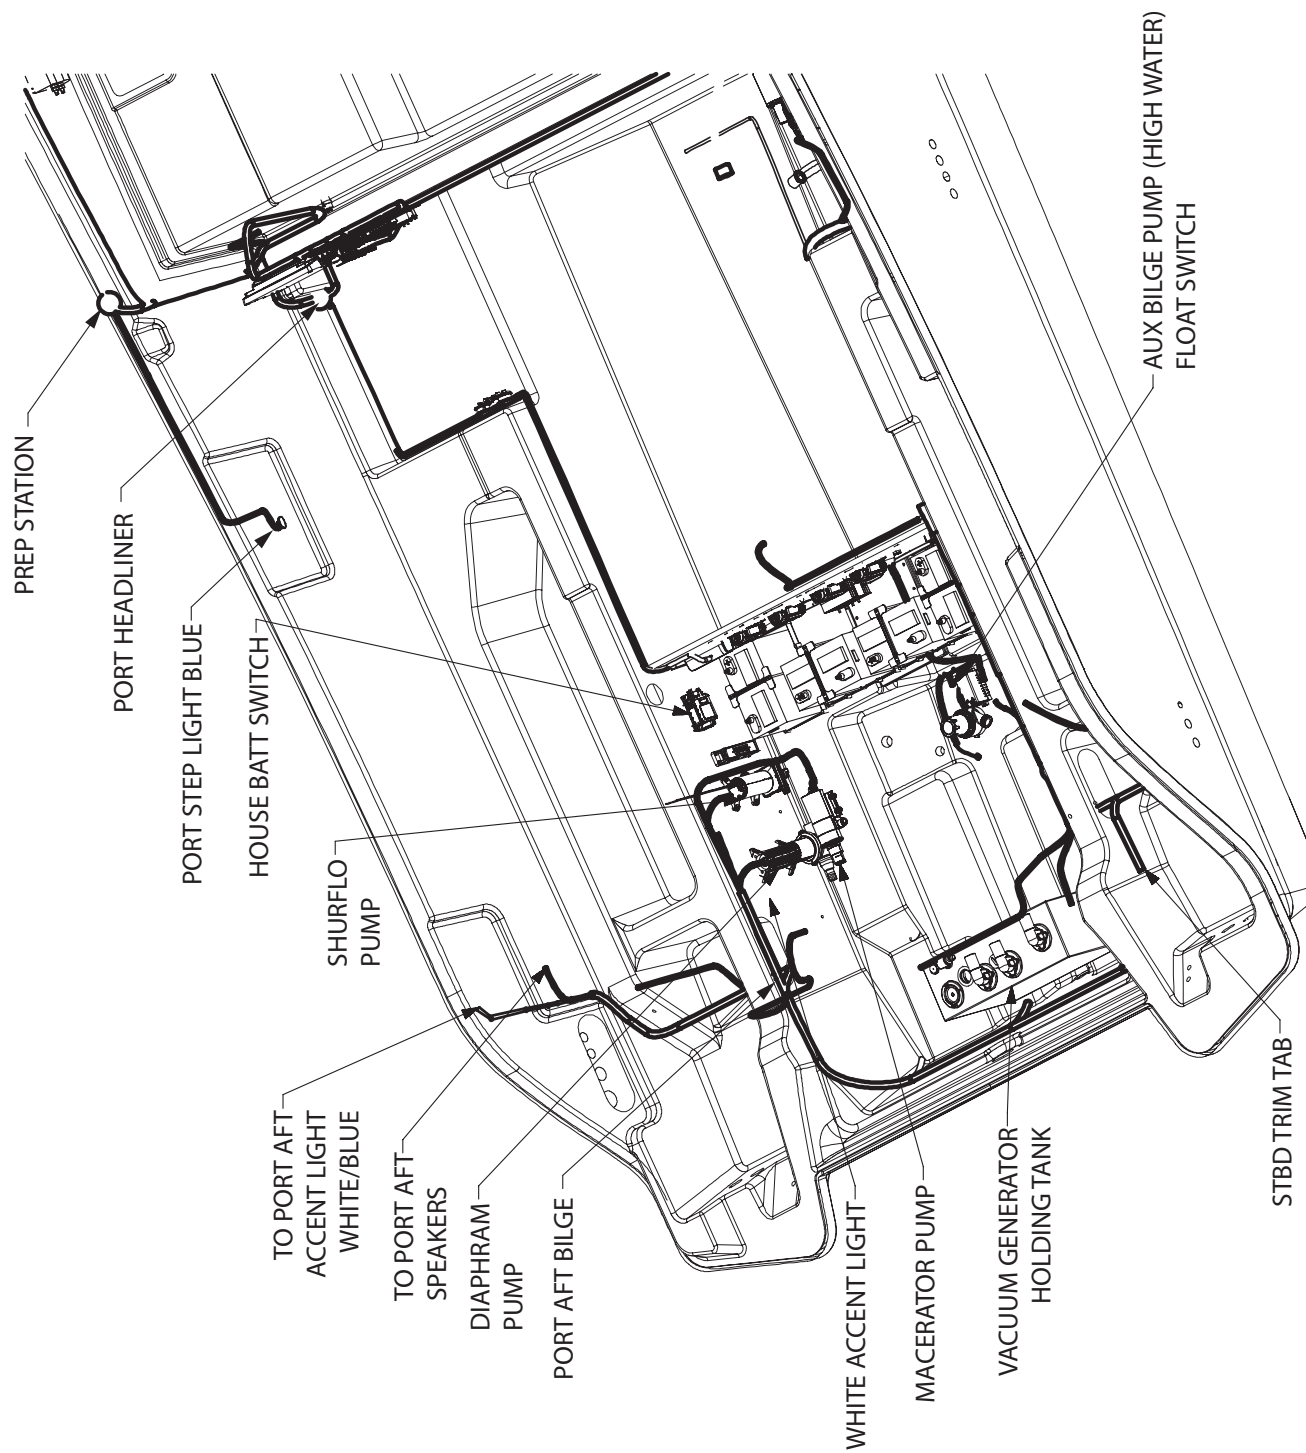 PREP STATION
PORT HEADLINER
PORT STEP LIGHT BLUE
HOUSE BATT SWITCH
SHURFLO
PUMP
TO PORT AFT
ACCENT LIGHT
WHITE/BLUE
TO PORT AFT
SPEAKERS
DIAPHRAM
PUMP
PORT AFT BILGE
WHITE ACCENT LIGHT
MACERATOR PUMP
VACUUM GENERATOR
HOLDING TANK
STBD TRIM TAB
AUX BILGE PUMP (HIGH WATER)
FLOAT SWITCH